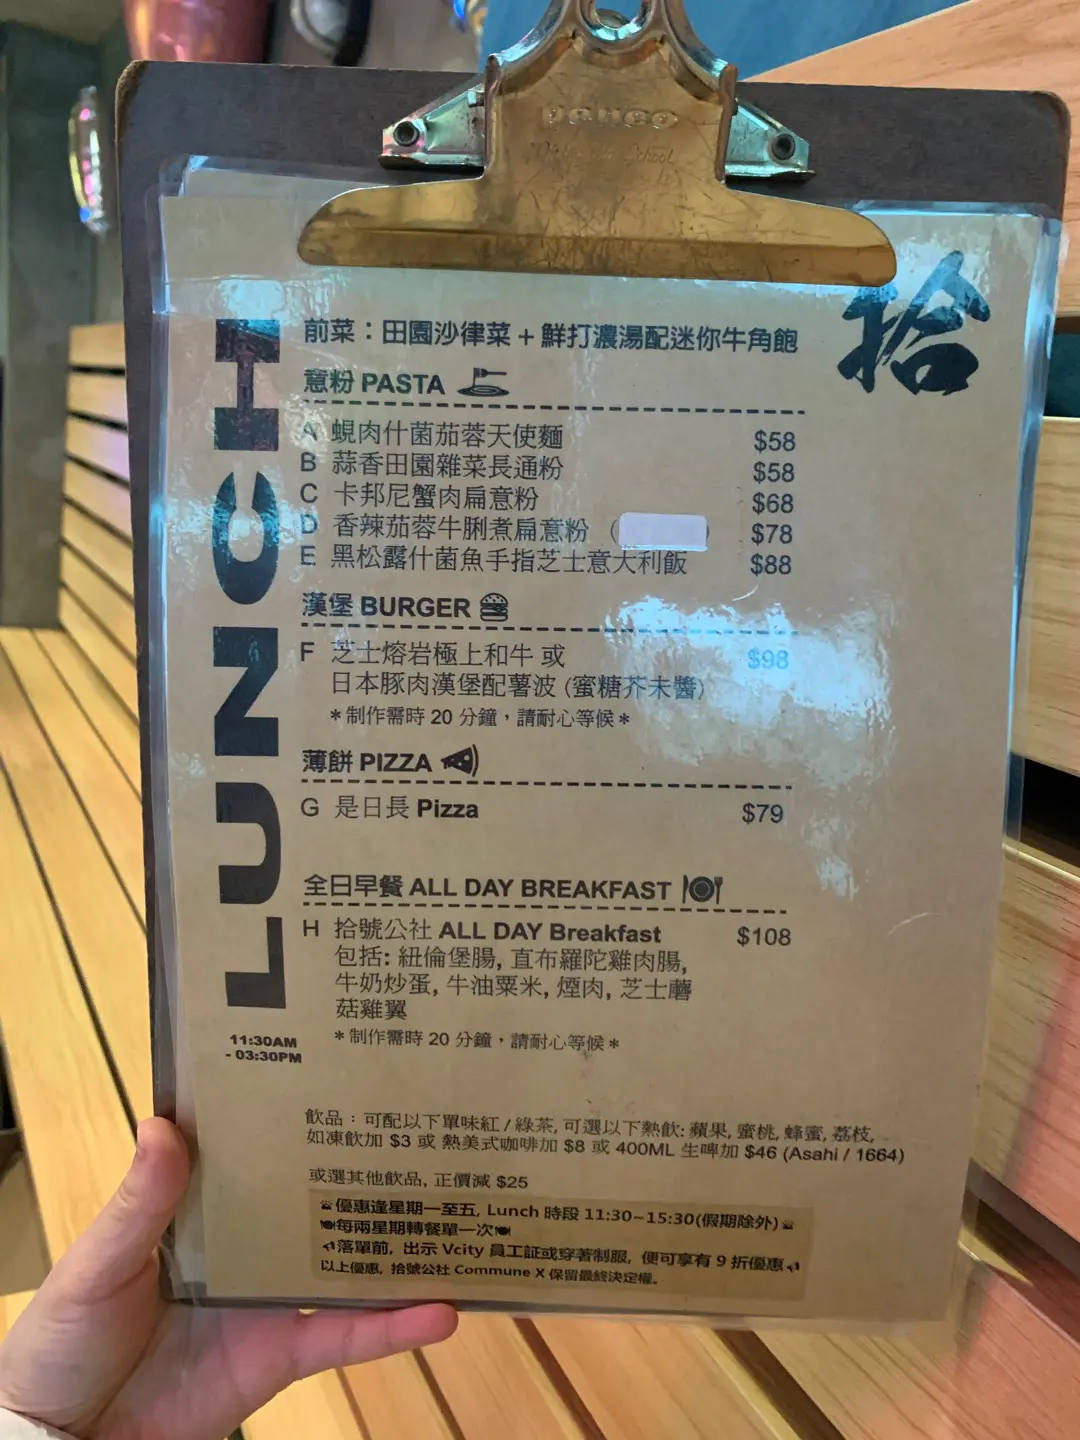 拾
LUNCH
11:30AM
- 03:30PM
前菜：田園沙律菜 + 鮮打濃湯配迷你牛角飽
意粉 PASTA
A 蜆肉什菌茄蓉天使麵 $58
B 蒜香田園雜菜長通粉 $58
C 卡邦尼蟹肉扁意粉 $68
D 香辣茄蓉牛脷煮扁意粉 $78
E 黑松露什菌魚手指芝士意大利飯 $88
漢堡 BURGER
F 芝士熔岩極上和牛 或 $98
日本豚肉漢堡配薯波 (蜜糖芥末醬)
＊制作需時 20 分鐘，請耐心等候＊
薄餅 PIZZA
G 是日長 Pizza $79
全日早餐 ALL DAY BREAKFAST
H 拾號公社 ALL DAY Breakfast $108
包括: 紐倫堡腸, 直布羅陀雞肉腸,
牛奶炒蛋, 牛油粟米, 煙肉, 芝士蘑
菇雞翼
＊制作需時 20 分鐘，請耐心等候＊
飲品：可配以下單味紅 / 綠茶, 可選以下熱飲: 蘋果, 蜜桃, 蜂蜜, 荔枝,
如凍飲加 $3 或 熱美式咖啡加 $8 或 400ML 生啤加 $46 (Asahi / 1664)
或選其他飲品, 正價減 $25
優惠逢星期一至五, Lunch 時段 11:30~15:30(假期除外)
每兩星期轉餐單一次
落單前, 出示 Vcity 員工証或穿著制服, 便可享有 9 折優惠
以上優惠, 拾號公社 Commune X 保留最終決定權。